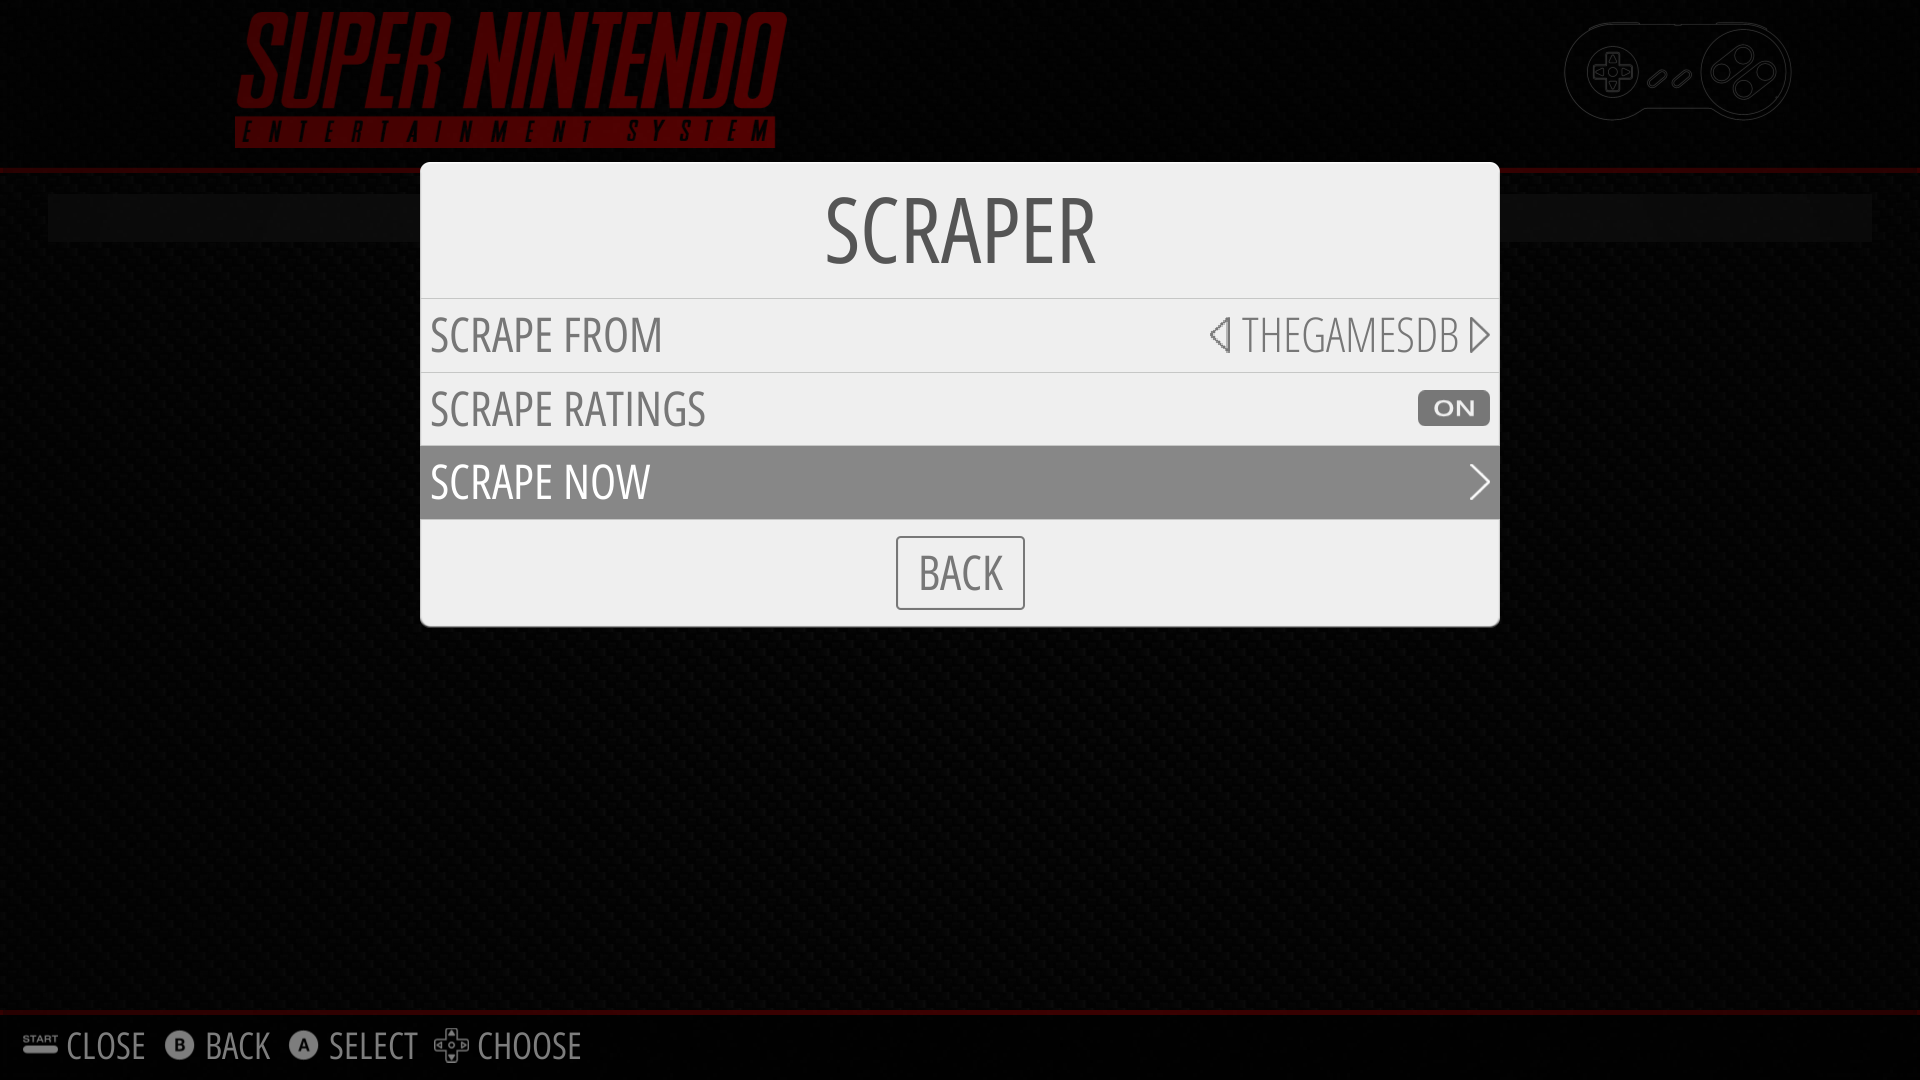 SUPER NINTENDO
ENTERTAINMENT SYSTEM
SCRAPER
SCRAPE FROM THEGAMESDB
SCRAPE RATINGS ON
SCRAPE NOW
BACK
START CLOSE B BACK A SELECT CHOOSE